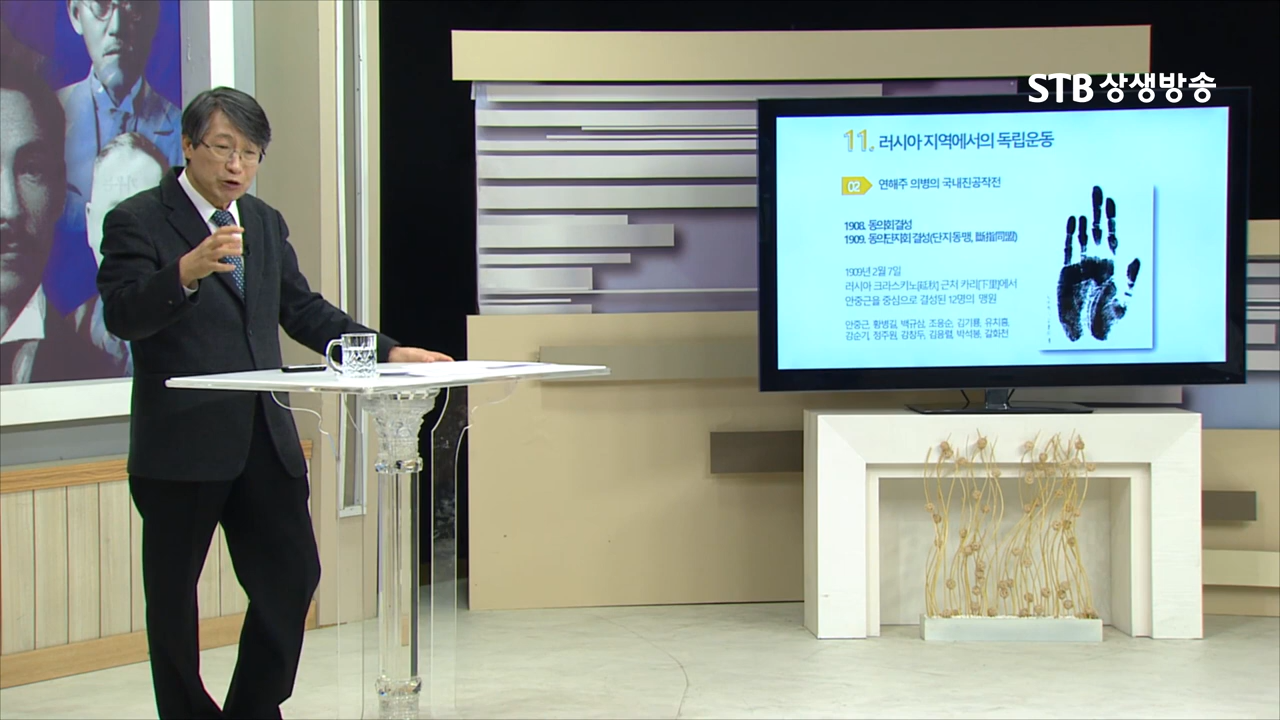 STB 상생방송
11. 러시아 지역에서의 독립운동
02 연해주 의병의 국내진공작전
1908. 동의회 결성
1909. 동의단지회 결성(단지동맹, 斷指同盟)
1909년 2월 7일
러시아 크라스키노[煙秋] 근처 카리[下里]에서
안중근을 중심으로 결성된 12명의 맹원
안중근, 황병길, 백규삼, 조응순, 김기룡, 유치홍,
강순기, 정주원, 강창두, 김용렬, 박석봉, 갈화천